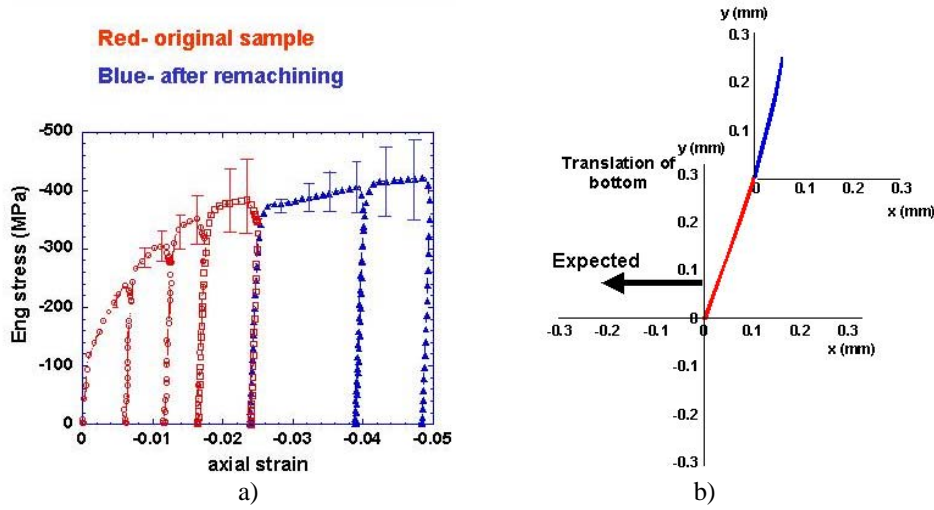 Red- original sample
Blue- after remachining
-500
-400
-300
-200
-100
0
Eng stress (MPa)
0
-0.01
-0.02
-0.03
-0.04
-0.05
axial strain
a)
y (mm)
0.3
0.2
0.1
y (mm)
0
0.1
0.2
0.3
x (mm)
Translation of
bottom
0.3
0.2
Expected
0.1
0
-0.3
-0.2
-0.1
0
0.1
0.2
0.3
x (mm)
-0.1
-0.2
-0.3
b)